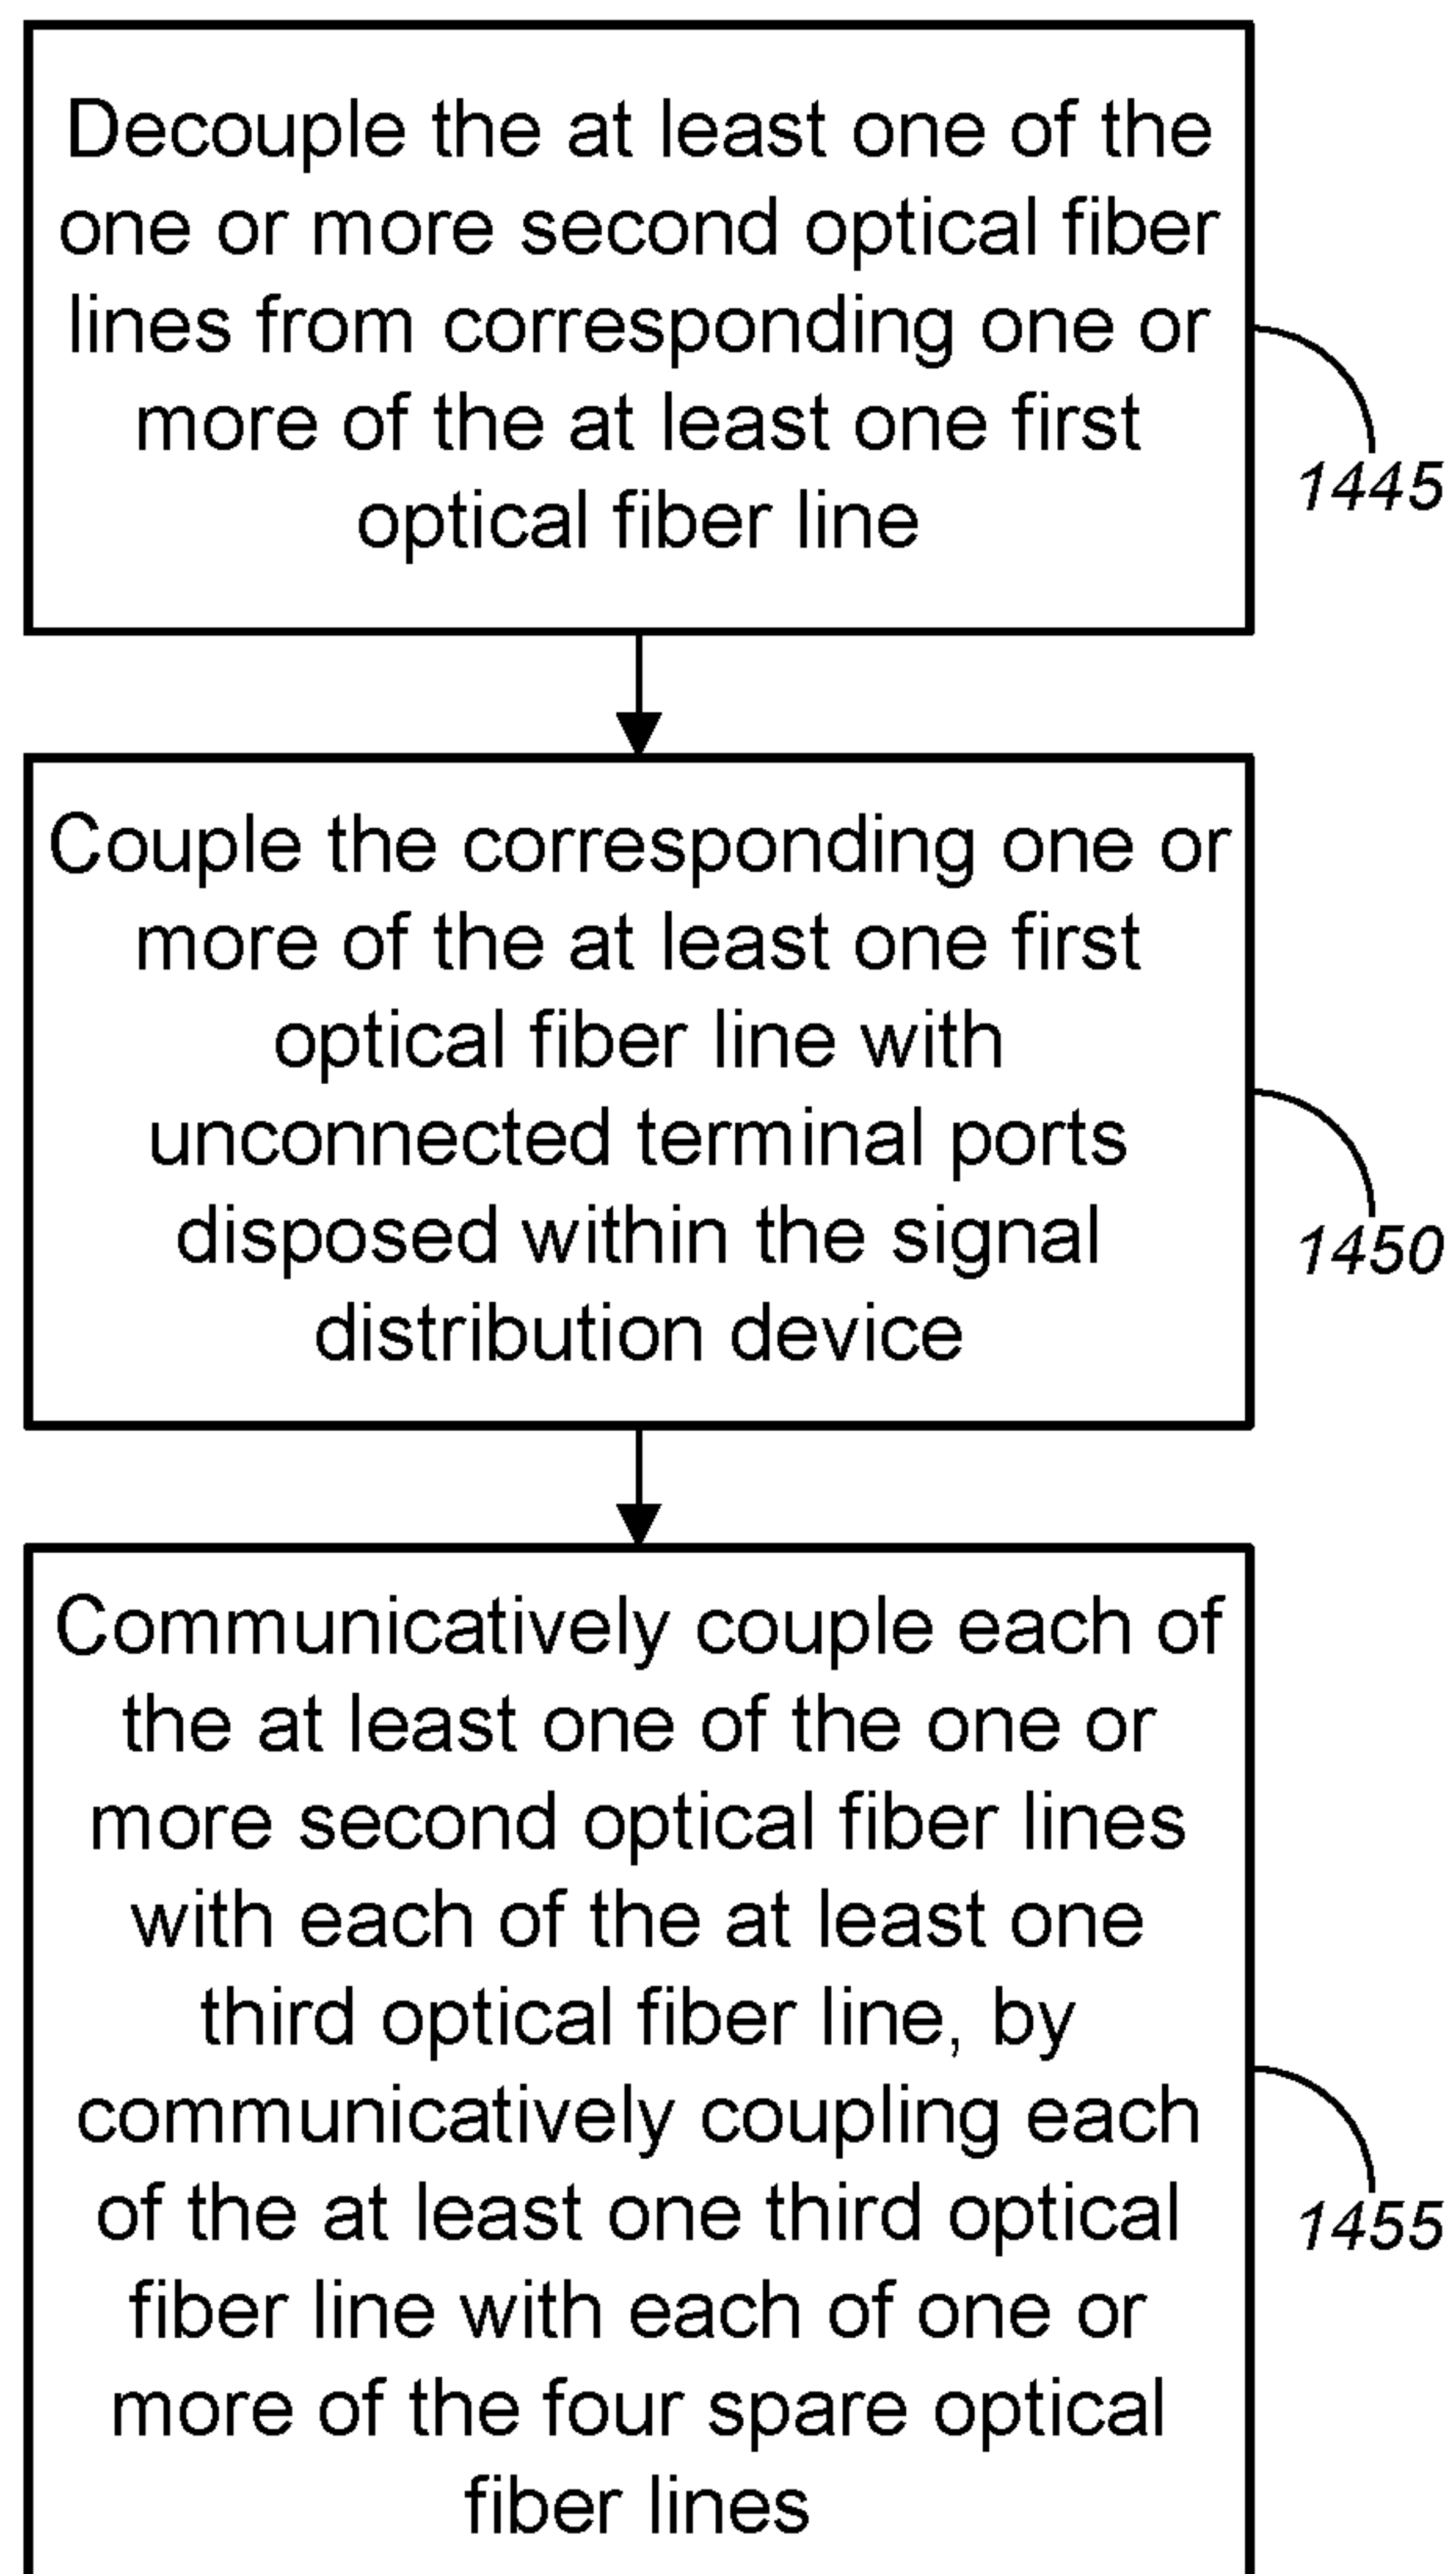 Decouple the at least one of the
one or more second optical fiber
lines from corresponding one or
more of the at least one first
optical fiber line
1445
Couple the corresponding one or
more of the at least one first
optical fiber line with
unconnected terminal ports
disposed within the signal
distribution device
1450
Communicatively couple each of
the at least one of the one or
more second optical fiber lines
with each of the at least one
third optical fiber line, by
communicatively coupling each
of the at least one third optical
fiber line with each of one or
more of the four spare optical
fiber lines
1455